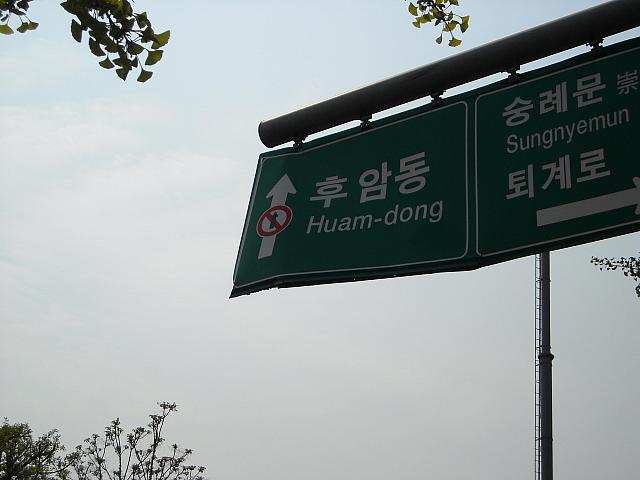 후암동
Huam-dong
숭례문 崇
Sungnyemun
퇴계로